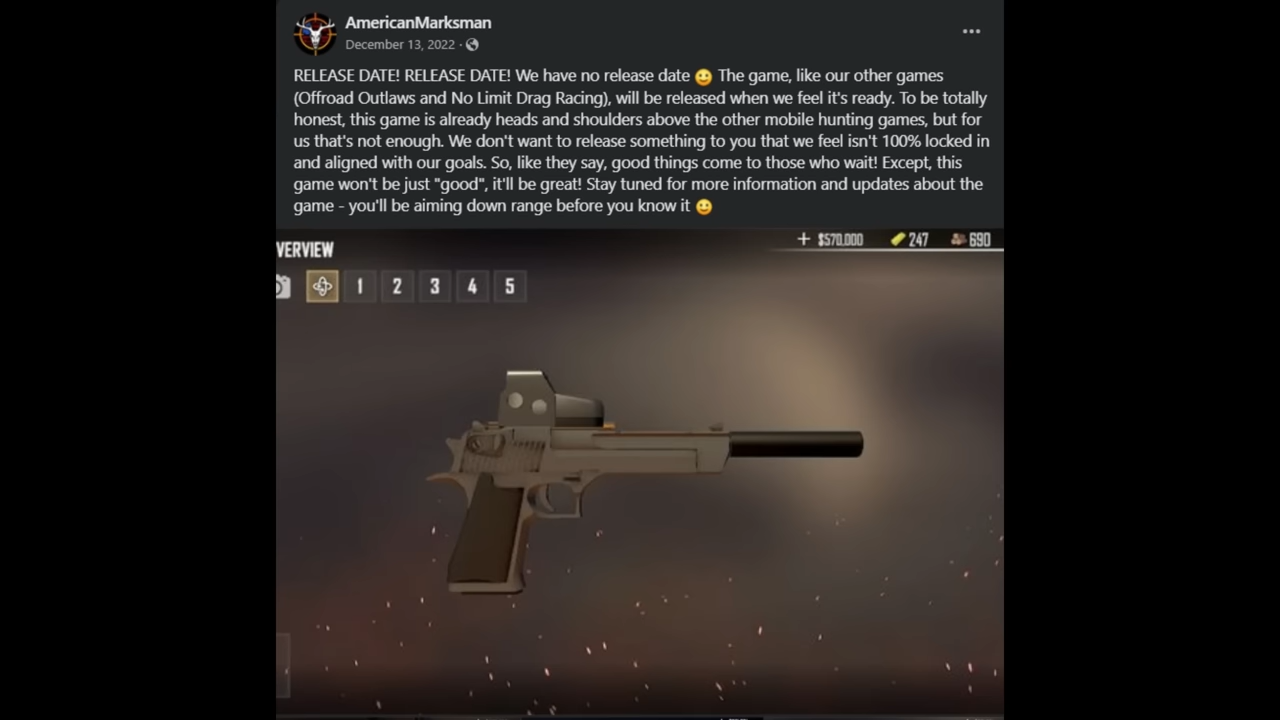 AmericanMarksman
December 13, 2022 ·
RELEASE DATE! RELEASE DATE! We have no release date 🙂 The game, like our other games
(Offroad Outlaws and No Limit Drag Racing), will be released when we feel it's ready. To be totally
honest, this game is already heads and shoulders above the other mobile hunting games, but for
us that's not enough. We don't want to release something to you that we feel isn't 100% locked in
and aligned with our goals. So, like they say, good things come to those who wait! Except, this
game won't be just "good", it'll be great! Stay tuned for more information and updates about the
game - you'll be aiming down range before you know it 🙂
VERVIEW + $570,000 247 690
1 2 3 4 5